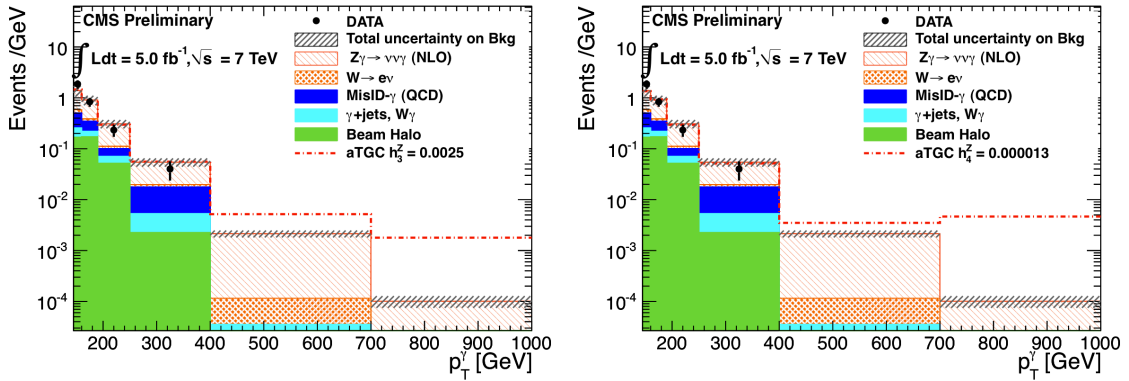 CMS Preliminary
∫ Ldt = 5.0 fb⁻¹,√s = 7 TeV
DATA
Total uncertainty on Bkg
Zγ→ννγ (NLO)
W→eν
MisID-γ (QCD)
γ+jets, Wγ
Beam Halo
aTGC h₃ᶻ = 0.0025
Events /GeV
10
1
10⁻¹
10⁻²
10⁻³
10⁻⁴
200 300 400 500 600 700 800 900 1000
p_T^γ [GeV]
CMS Preliminary
∫ Ldt = 5.0 fb⁻¹,√s = 7 TeV
DATA
Total uncertainty on Bkg
Zγ→ννγ (NLO)
W→eν
MisID-γ (QCD)
γ+jets, Wγ
Beam Halo
aTGC h₄ᶻ = 0.000013
Events /GeV
10
1
10⁻¹
10⁻²
10⁻³
10⁻⁴
200 300 400 500 600 700 800 900 1000
p_T^γ [GeV]